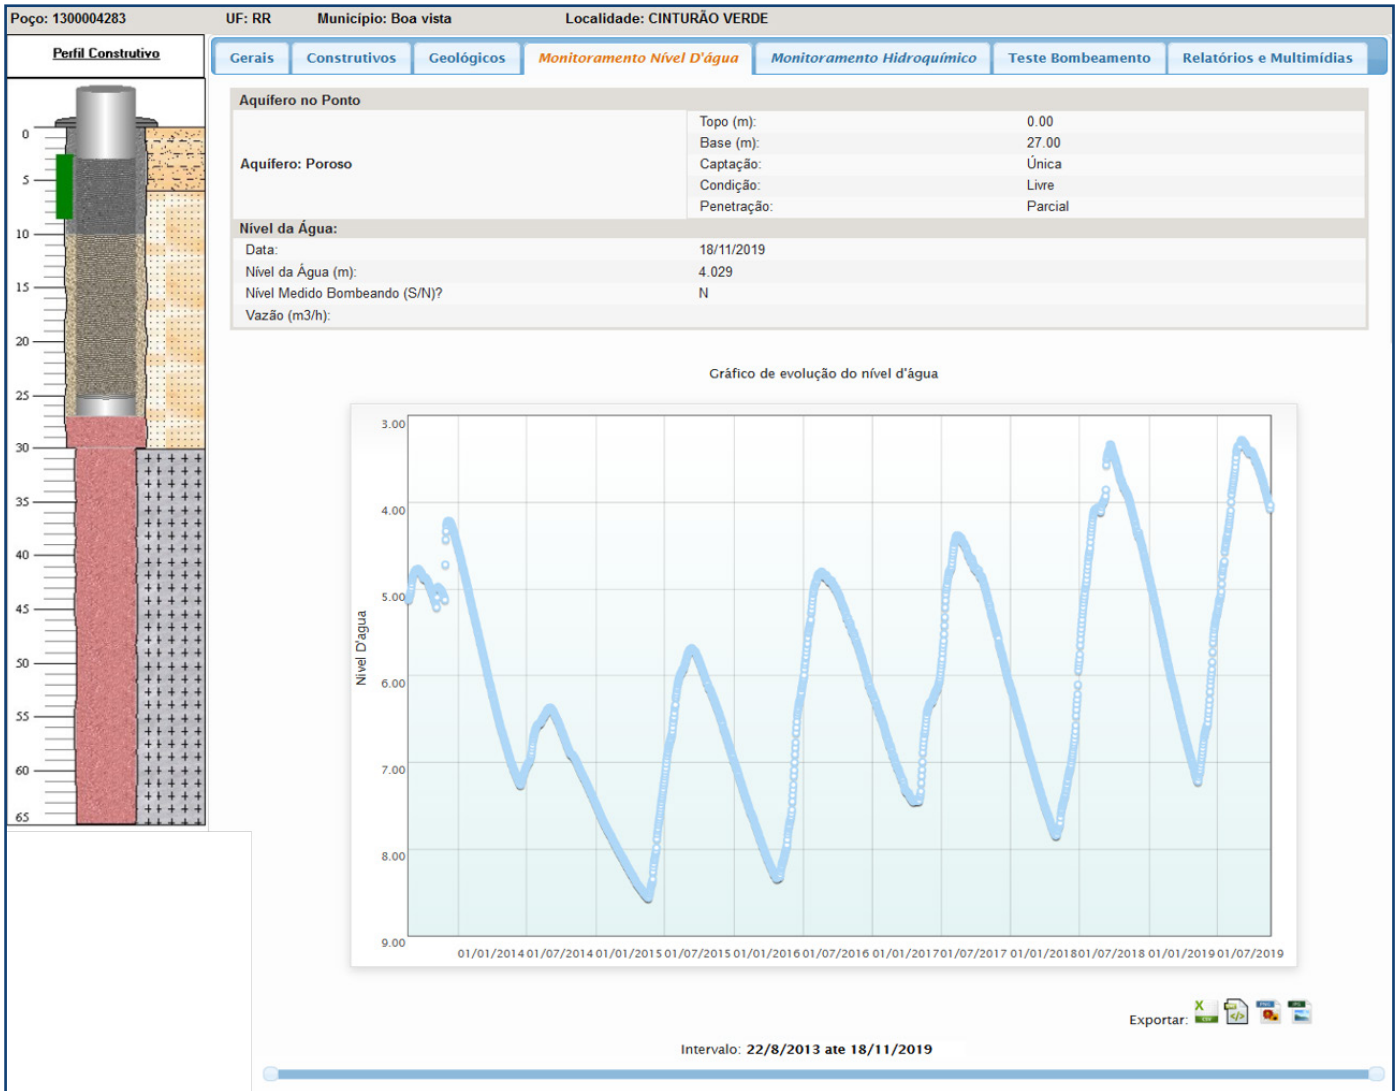 Poço: 1300004283 UF: RR Município: Boa vista Localidade: CINTURÃO VERDE
Perfil Construtivo
Gerais Construtivos Geológicos Monitoramento Nível D'água Monitoramento Hidroquímico Teste Bombeamento Relatórios e Multimídias
Aquífero no Ponto
Aquífero: Poroso
Topo (m): 0.00
Base (m): 27.00
Captação: Única
Condição: Livre
Penetração: Parcial
Nível da Água:
Data: 18/11/2019
Nível da Água (m): 4.029
Nível Medido Bombeando (S/N)? N
Vazão (m3/h):
0
5
10
15
20
25
30
35
40
45
50
55
60
65
Gráfico de evolução do nível d'água
Nivel D'agua
3.00
4.00
5.00
6.00
7.00
8.00
9.00
01/01/2014 01/07/2014 01/01/2015 01/07/2015 01/01/2016 01/07/2016 01/01/2017 01/07/2017 01/01/2018 01/07/2018 01/01/2019 01/07/2019
Exportar:
Intervalo: 22/8/2013 ate 18/11/2019